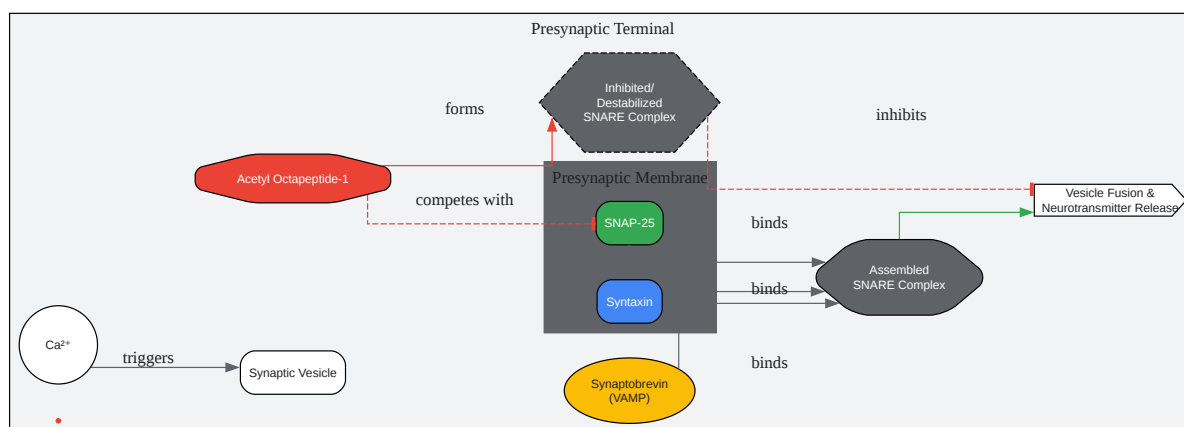 Presynaptic Terminal
Inhibited/
Destabilized
SNARE Complex
forms
inhibits
Acetyl Octapeptide-1
Presynaptic Membrane
competes with
SNAP-25
Vesicle Fusion &
Neurotransmitter Release
binds
Assembled
SNARE Complex
binds
Syntaxin
Ca²⁺
triggers
Synaptic Vesicle
binds
Synaptobrevin
(VAMP)